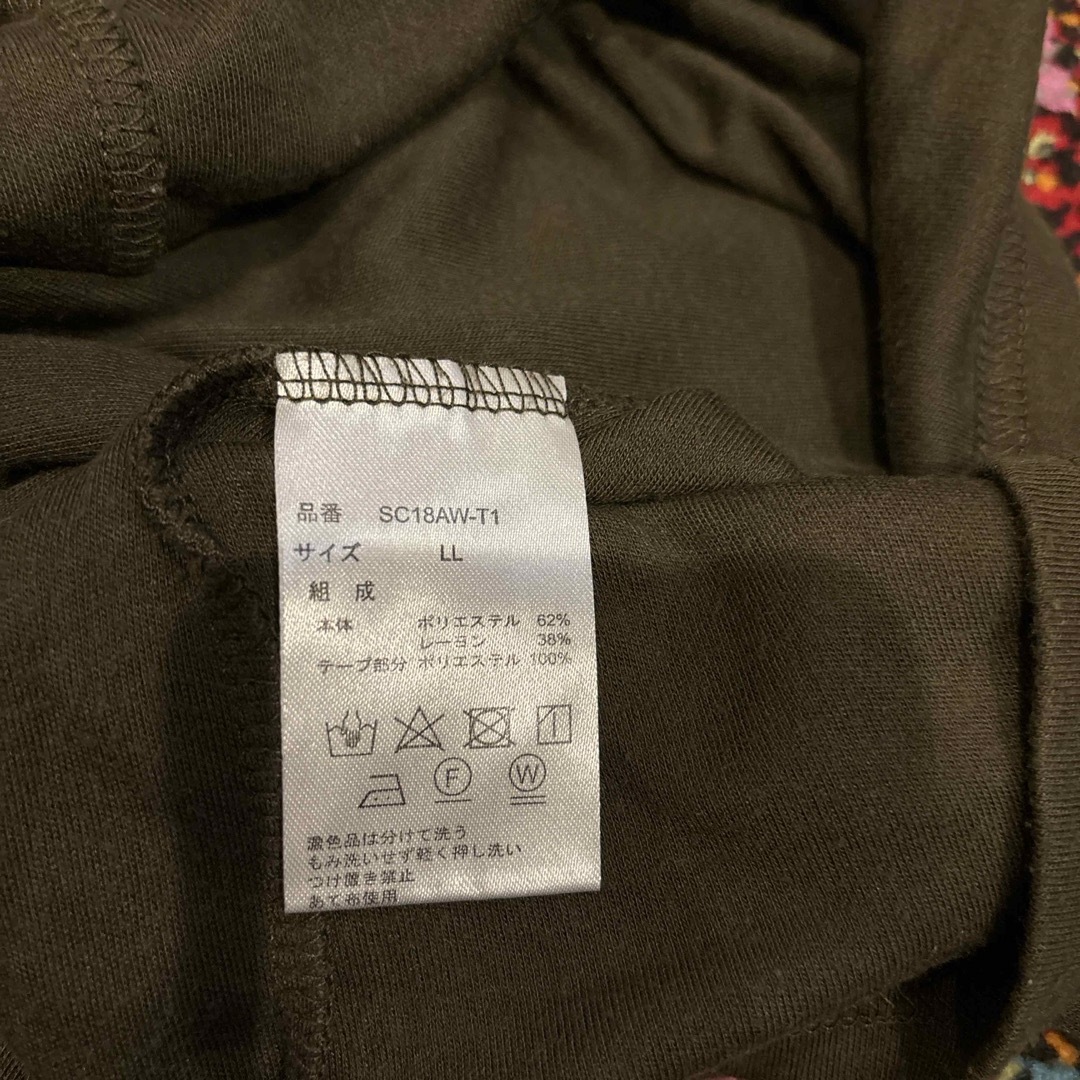 品番 SC18AW-T1
サイズ LL
組成
本体 ポリエステル 62%
レーヨン 38%
テープ部分 ポリエステル 100%
F W
濃色品は分けて洗う
もみ洗いせず軽く押し洗い
つけ置き禁止
あて布使用